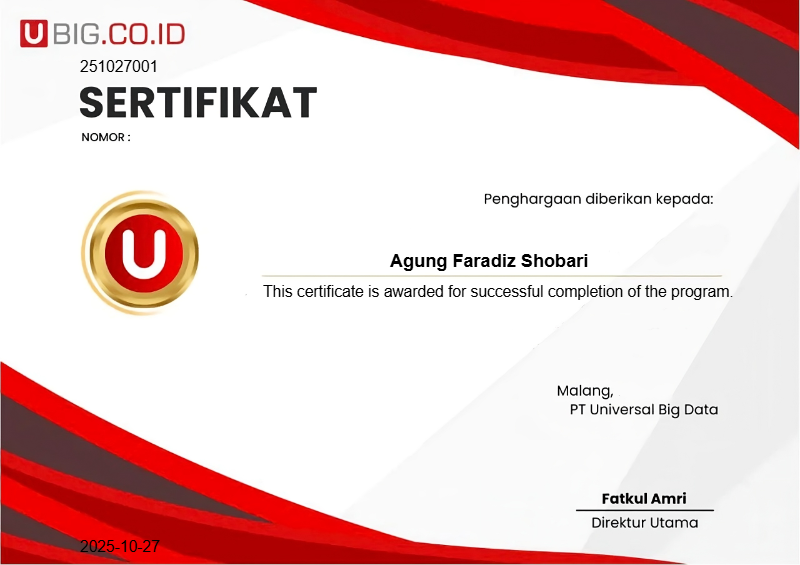 U BIG.CO.ID
251027001
SERTIFIKAT
NOMOR :
Penghargaan diberikan kepada:
U
Agung Faradiz Shobari
This certificate is awarded for successful completion of the program.
Malang,
PT Universal Big Data
Fatkul Amri
Direktur Utama
2025-10-27